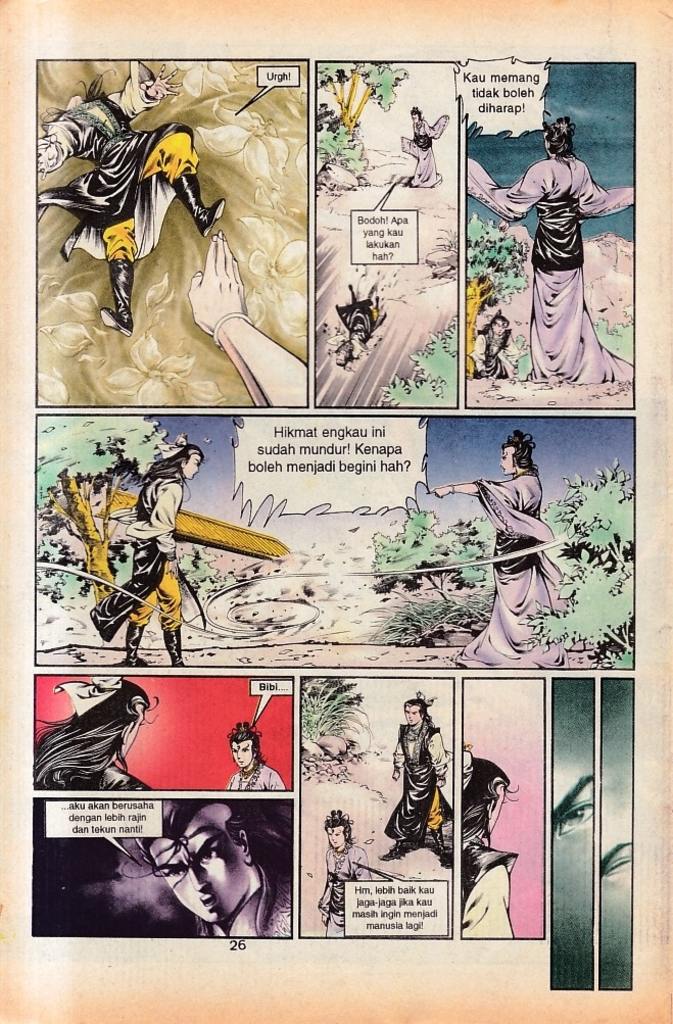 Urgh!
Bodoh! Apa
yang kau
lakukan
hah?
Kau memang
tidak boleh
diharap!
Hikmat engkau ini
sudah mundur! Kenapa
boleh menjadi begini hah?
Bibi....
...aku akan berusaha
dengan lebih rajin
dan tekun nanti!
Hm, lebih baik kau
jaga-jaga jika kau
masih ingin menjadi
manusia lagi!
26